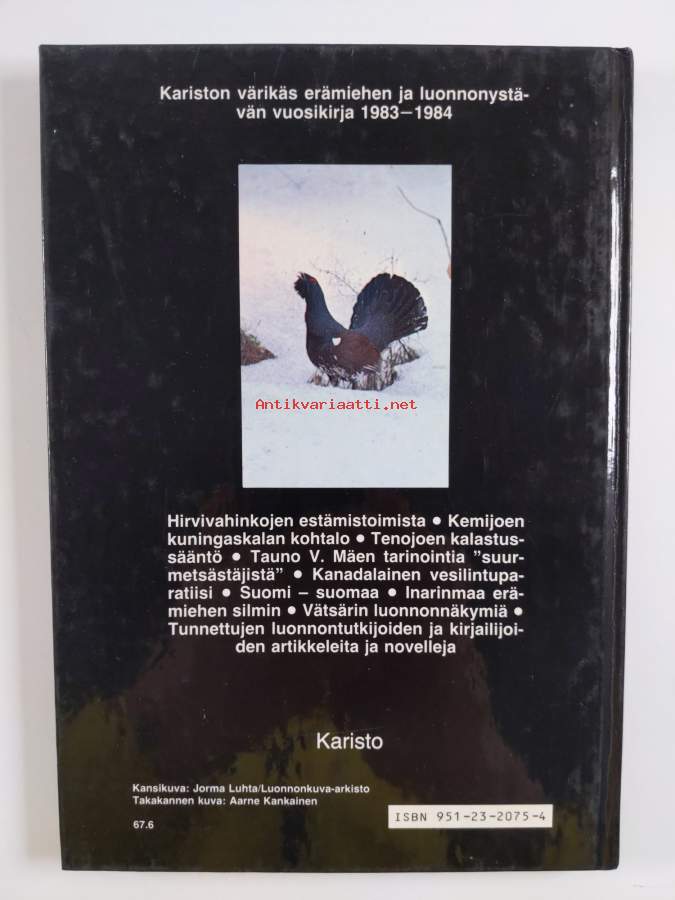 Kariston värikäs erämiehen ja luonnonystä-
vän vuosikirja 1983–1984
Antikvariaatti.net
Hirvivahinkojen estämistoimista • Kemijoen
kuningaskalan kohtalo • Tenojoen kalastus-
sääntö • Tauno V. Mäen tarinointia ”suur-
metsästäjistä” • Kanadalainen vesilintupa-
ratiisi • Suomi – suomaa • Inarinmaa erä-
miehen silmin • Vätsärin luonnonnäkymiä •
Tunnettujen luonnontutkijoiden ja kirjailijoi-
den artikkeleita ja novelleja
Karisto
Kansikuva: Jorma Luhta/Luonnonkuva-arkisto
Takakannen kuva: Aarne Kankainen
67.6
ISBN 951-23-2075-4